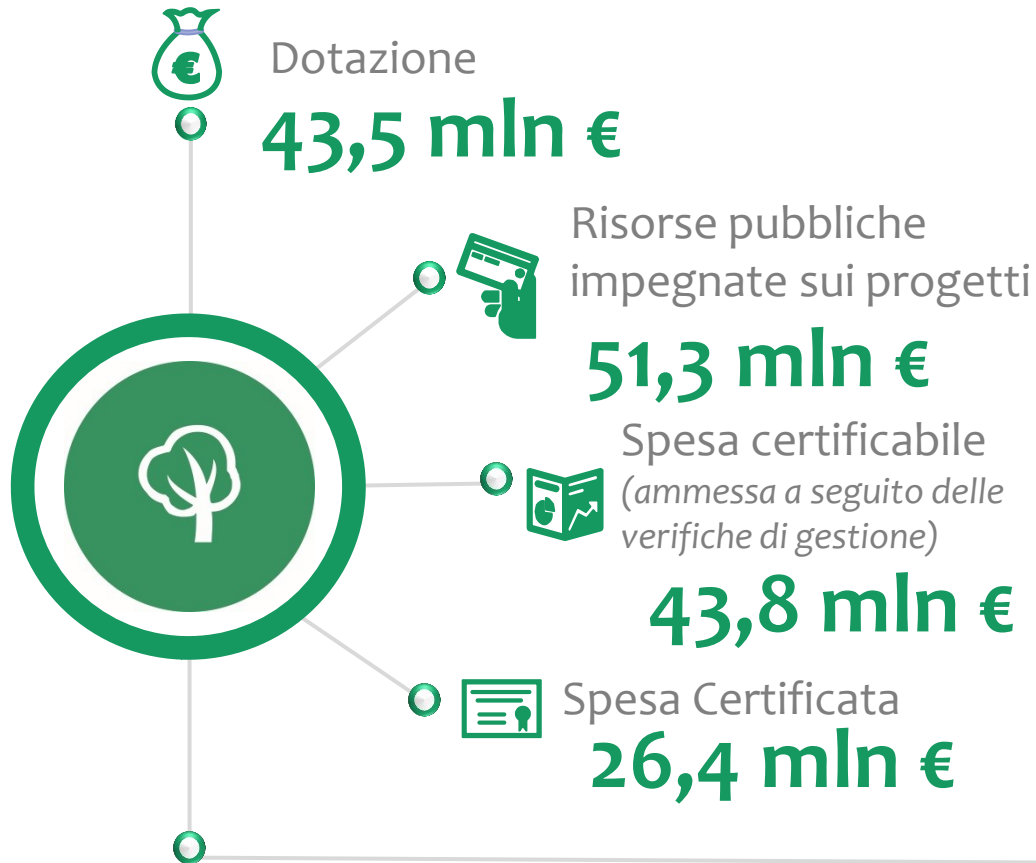 €
Dotazione
43,5 mln €
Risorse pubbliche
impegnate sui progetti
51,3 mln €
Spesa certificabile
(ammessa a seguito delle
verifiche di gestione)
43,8 mln €
Spesa Certificata
26,4 mln €